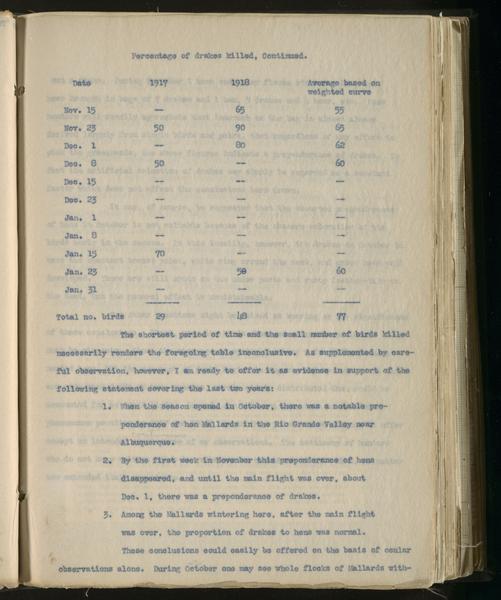 Percentage of drakes killed, Continued.
Date 1917 1918 Average based on
weighted curve
Nov. 15 — 65 55
Nov. 23 50 90 65
Dec. 1 — 80 62
Dec. 8 50 — 60
Dec. 15 — — —
Dec. 23 — — —
Jan. 1 — — —
Jan. 8 — — —
Jan. 15 70 — —
Jan. 23 — 50 60
Jan. 31 — — —
Total no. birds 29 48 77
The shortest period of time and the small number of birds killed
necessarily renders the foregoing table inconclusive. As supplemented by care-
ful observation, however, I am ready to offer it as evidence in support of the
following statement covering the last two years:
1. When the season opened in October, there was a notable pre-
ponderance of hen Mallards in the Rio Grande Valley near
Albuquerque.
2. By the first week in November this preponderance of hens
disappeared, and until the main flight was over, about
Dec. 1, there was a preponderance of drakes.
3. Among the Mallards wintering here, after the main flight
was over, the proportion of drakes to hens was normal.
These conclusions could easily be offered on the basis of ocular
observations alone. During October one may see whole flocks of Mallards with-